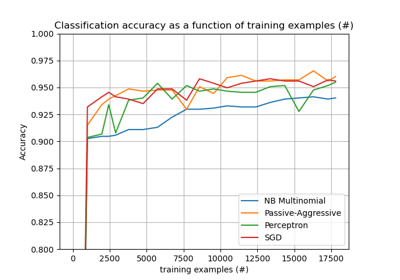 Classification accuracy as a function of training examples (#)
1.000
0.975
0.950
0.925
0.900
0.875
0.850
0.825
0.800
Accuracy
NB Multinomial
Passive-Aggressive
Perceptron
SGD
0 2500 5000 7500 10000 12500 15000 17500
training examples (#)